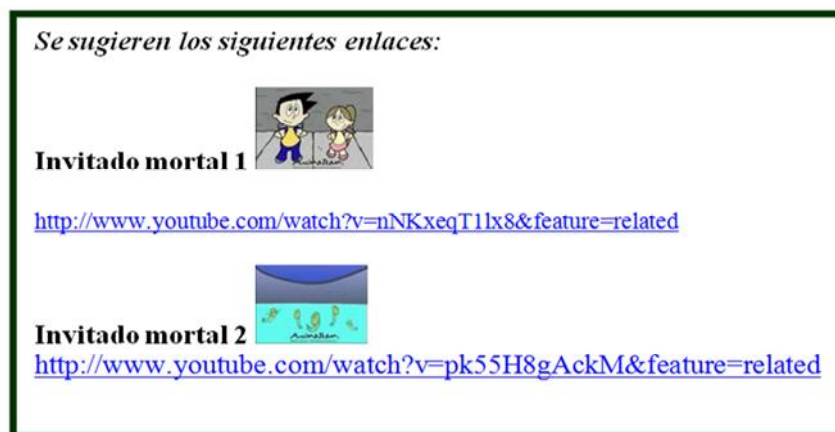 Se sugieren los siguientes enlaces:
Invitado mortal 1
http://www.youtube.com/watch?v=nNKxeqT1lx8&feature=related
Invitado mortal 2
http://www.youtube.com/watch?v=pk55H8gAckM&feature=related